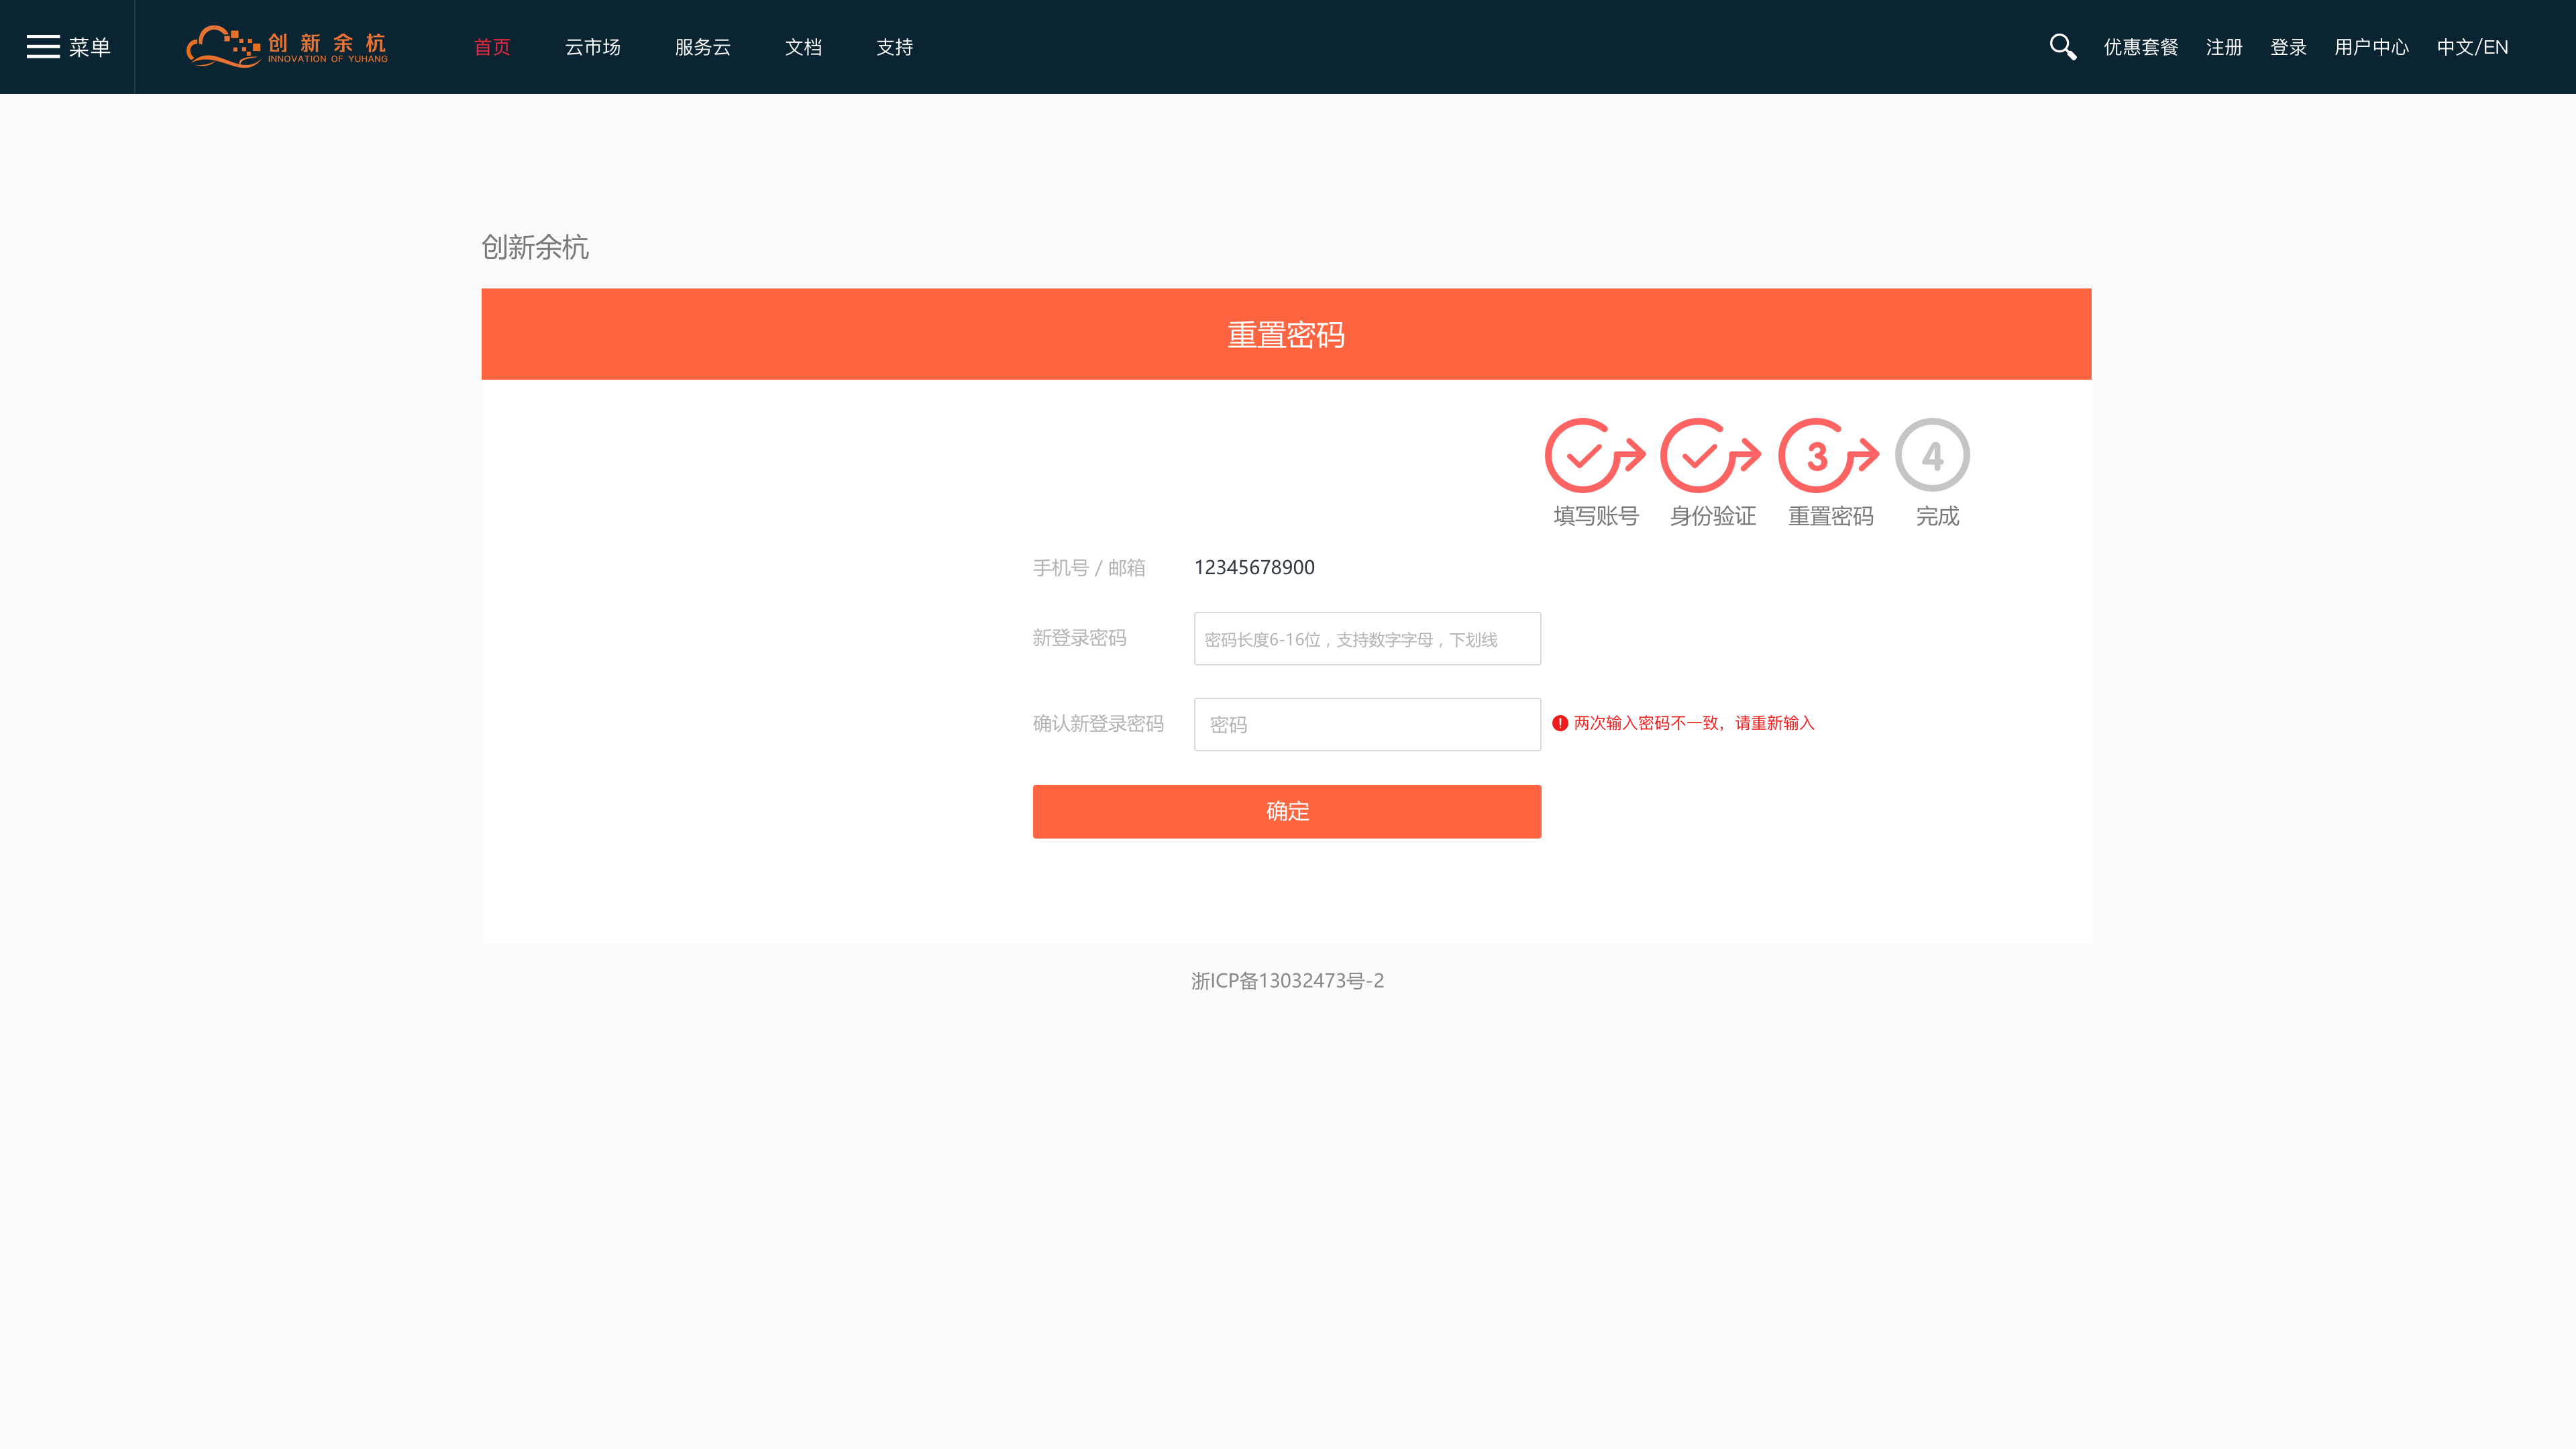 菜单
创新余杭
INNOVATION OF YUHANG
首页
云市场
服务云
文档
支持
优惠套餐
注册
登录
用户中心
中文/EN
创新余杭
重置密码
3
4
填写账号
身份验证
重置密码
完成
手机号 / 邮箱
12345678900
新登录密码
密码长度6-16位，支持数字字母，下划线
确认新登录密码
密码
两次输入密码不一致，请重新输入
确定
浙ICP备13032473号-2